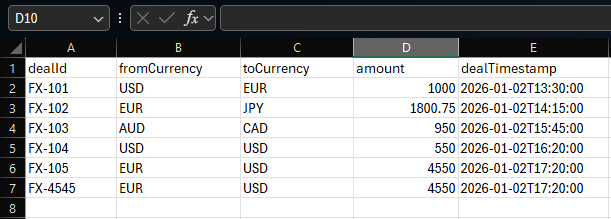 D10 fx
A B C D E
1 dealId fromCurrency toCurrency amount dealTimestamp
2 FX-101 USD EUR 1000 2026-01-02T13:30:00
3 FX-102 EUR JPY 1800.75 2026-01-02T14:15:00
4 FX-103 AUD CAD 950 2026-01-02T15:45:00
5 FX-104 USD USD 550 2026-01-02T16:20:00
6 FX-105 EUR USD 4550 2026-01-02T17:20:00
7 FX-4545 EUR USD 4550 2026-01-02T17:20:00
8